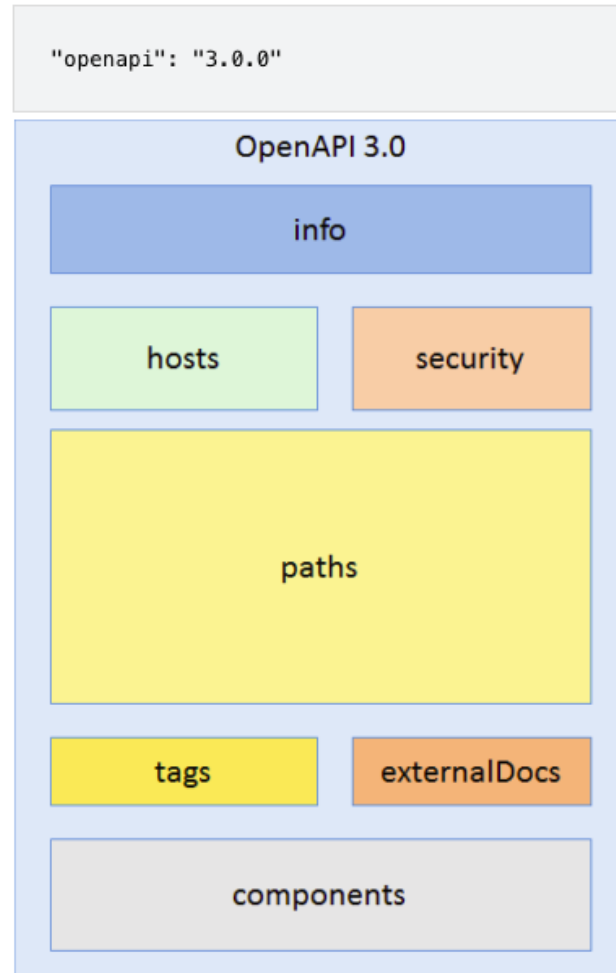 "openapi": "3.0.0"
OpenAPI 3.0
info
hosts
security
paths
tags
externalDocs
components